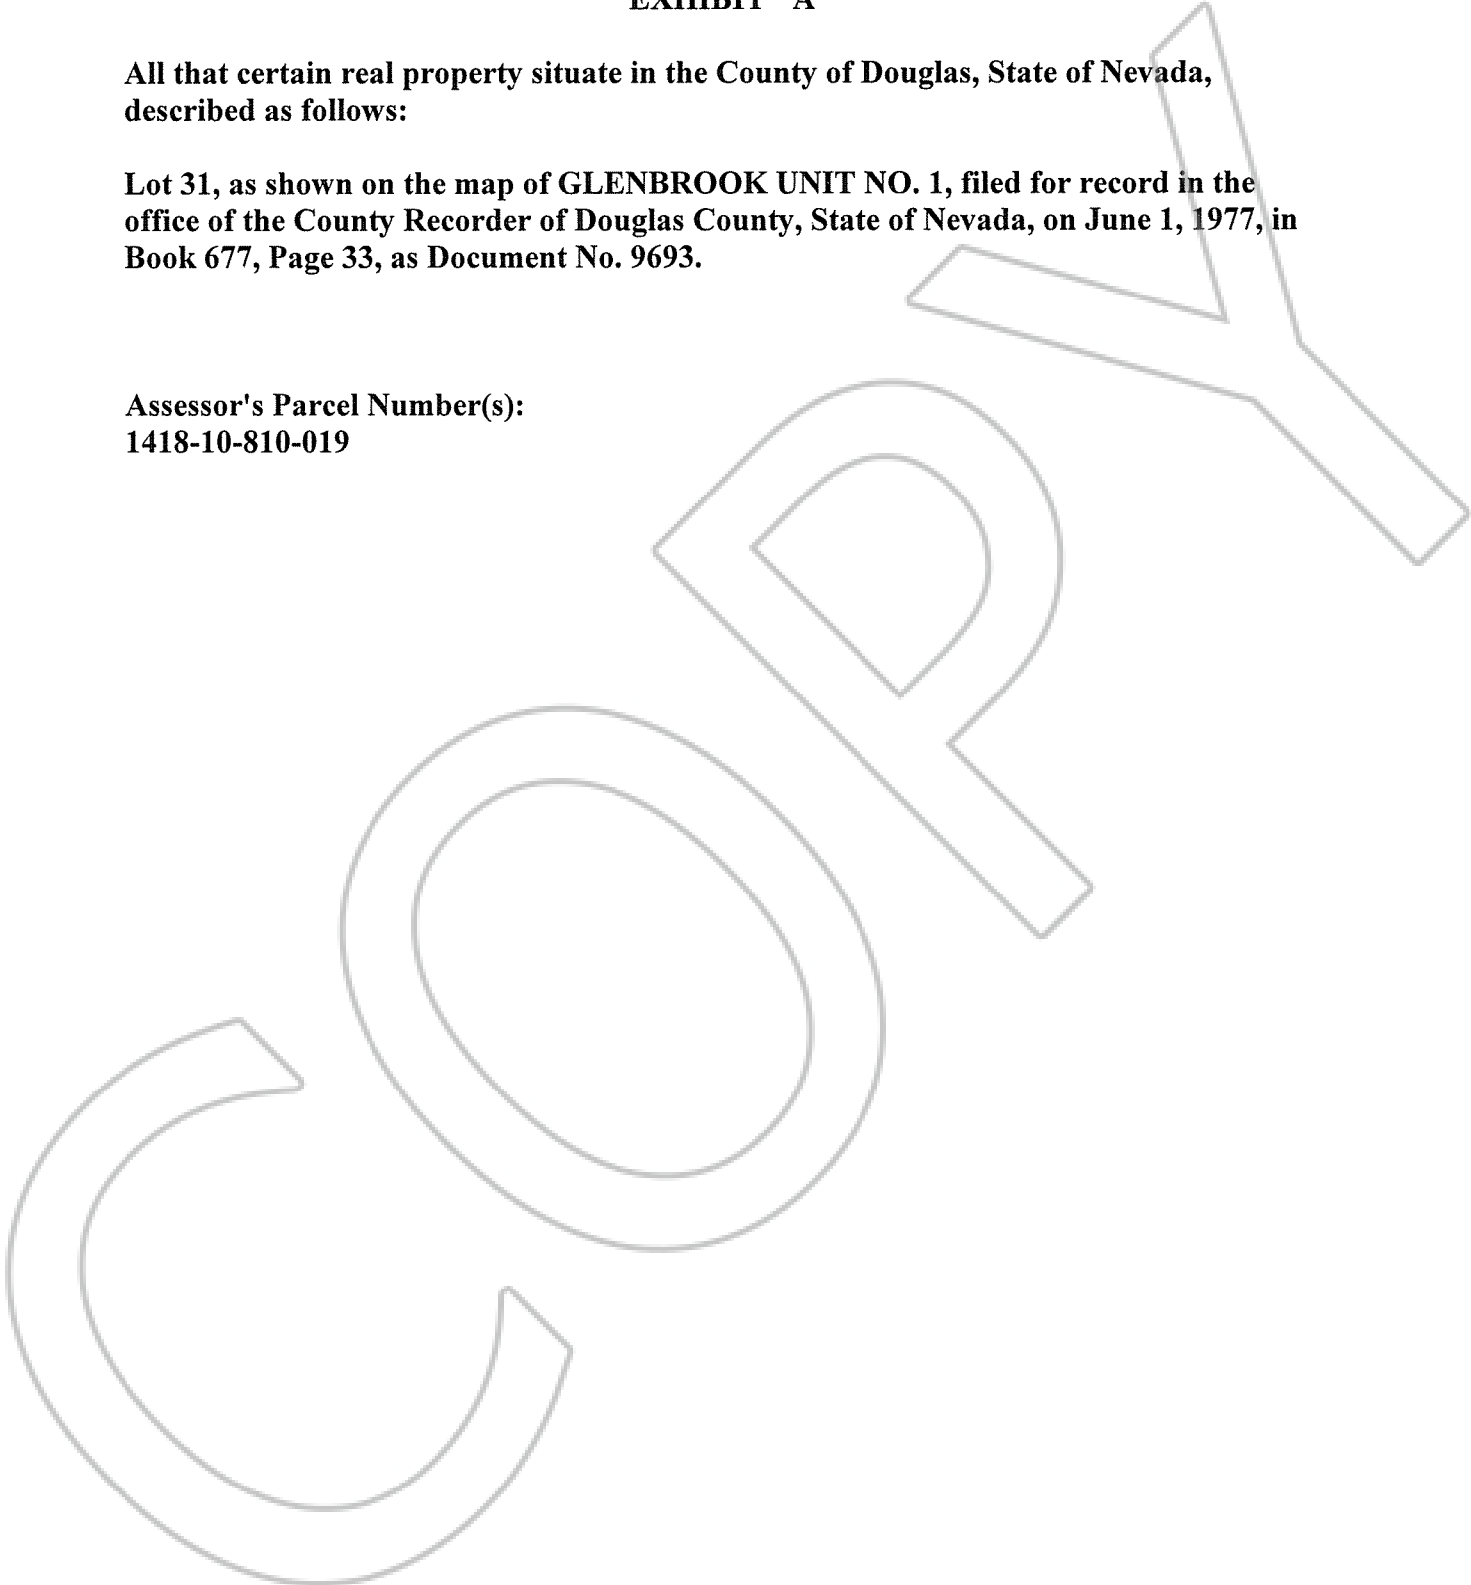 EXHIBIT "A"
All that certain real property situate in the County of Douglas, State of Nevada,
described as follows:
Lot 31, as shown on the map of GLENBROOK UNIT NO. 1, filed for record in the
office of the County Recorder of Douglas County, State of Nevada, on June 1, 1977, in
Book 677, Page 33, as Document No. 9693.
Assessor's Parcel Number(s):
1418-10-810-019
COPY